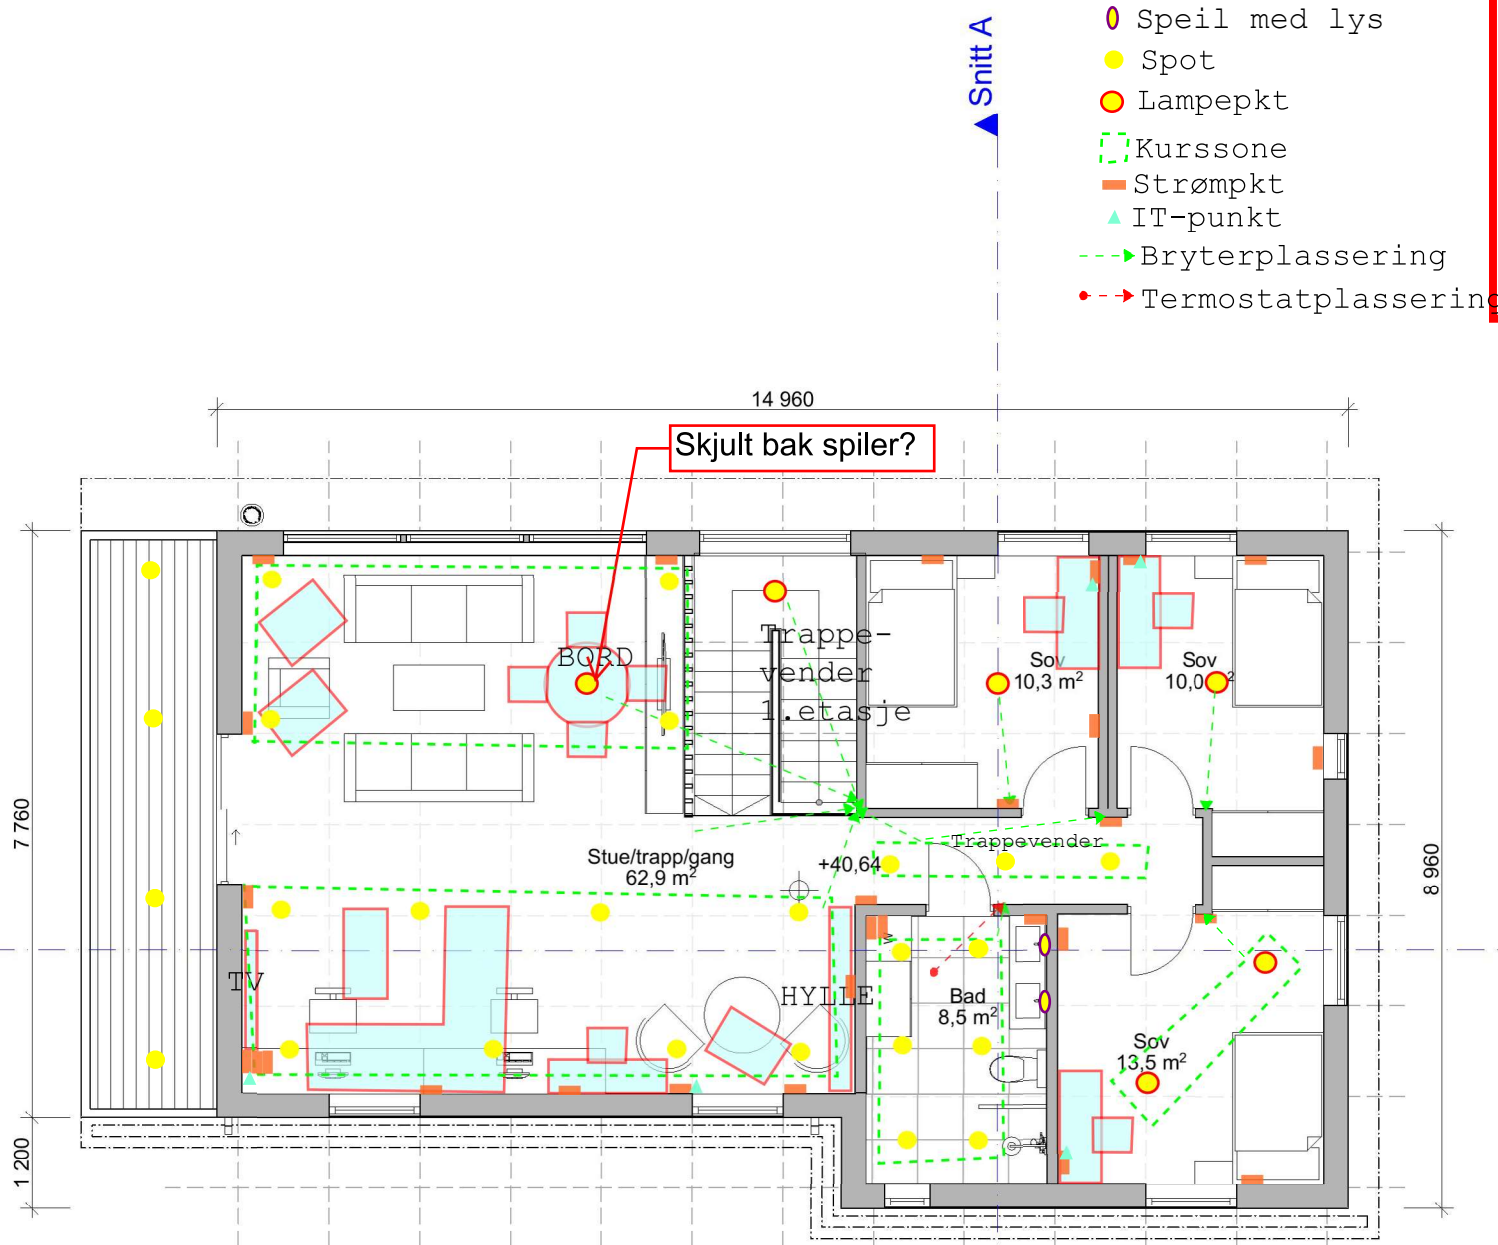 Speil med lys
Spot
Lampepkt
Kurssone
Strømpkt
IT-punkt
Bryterplassering
Termostatplassering
Snitt A
14 960
Skjult bak spiler?
7 760
1 200
8 960
BORD
Trappe-
vender
1.etasje
Sov
10,3 m²
Sov
10,0
Trappevender
Stue/trapp/gang
62,9 m²
+40,64
TV
HYLLE
W
Bad
8,5 m²
Sov
13,5 m²